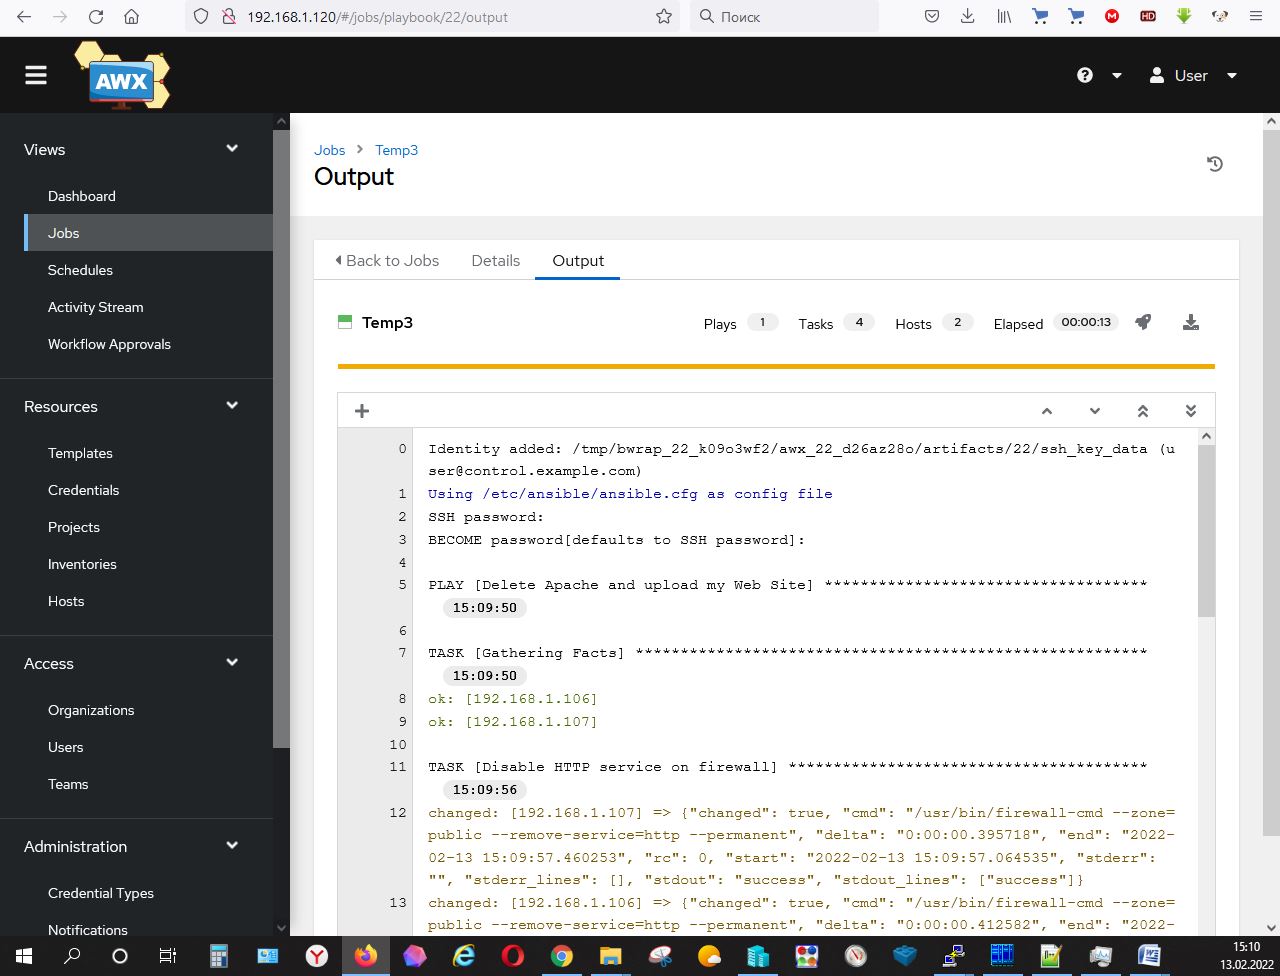 192.168.1.120/#/jobs/playbook/22/output
Поиск
M
HD
AWX
User
Views
Dashboard
Jobs
Schedules
Activity Stream
Workflow Approvals
Resources
Templates
Credentials
Projects
Inventories
Hosts
Access
Organizations
Users
Teams
Administration
Credential Types
Notifications
Jobs > Temp3
Output
Back to Jobs Details Output
Temp3 Plays 1 Tasks 4 Hosts 2 Elapsed 00:00:13
0 Identity added: /tmp/bwrap_22_k09o3wf2/awx_22_d26az28o/artifacts/22/ssh_key_data (u
ser@control.example.com)
1 Using /etc/ansible/ansible.cfg as config file
2 SSH password:
3 BECOME password[defaults to SSH password]:
4
5 PLAY [Delete Apache and upload my Web Site] ************************************
15:09:50
6
7 TASK [Gathering Facts] *********************************************************
15:09:50
8 ok: [192.168.1.106]
9 ok: [192.168.1.107]
10
11 TASK [Disable HTTP service on firewall] ****************************************
15:09:56
12 changed: [192.168.1.107] => {"changed": true, "cmd": "/usr/bin/firewall-cmd --zone=
public --remove-service=http --permanent", "delta": "0:00:00.395718", "end": "2022-
02-13 15:09:57.460253", "rc": 0, "start": "2022-02-13 15:09:57.064535", "stderr":
"", "stderr_lines": [], "stdout": "success", "stdout_lines": ["success"]}
13 changed: [192.168.1.106] => {"changed": true, "cmd": "/usr/bin/firewall-cmd --zone=
public --remove-service=http --permanent", "delta": "0:00:00.412582", "end": "2022-
15:10
13.02.2022